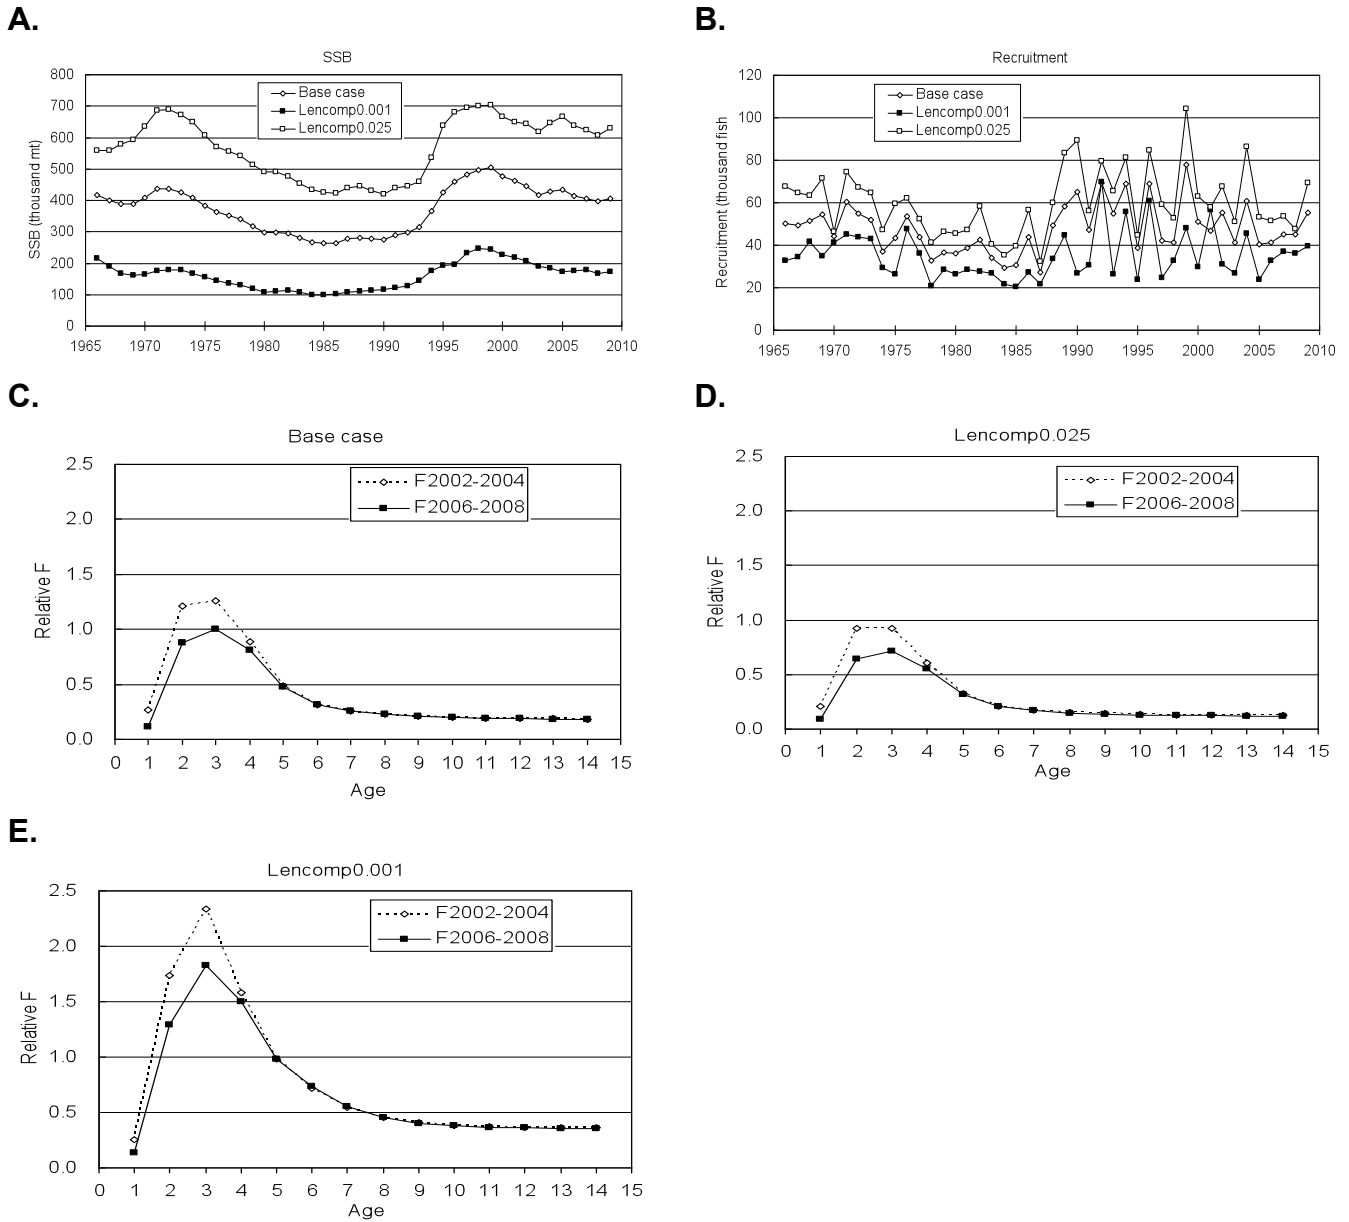 A.
SSB
SSB (thousand mt)
800
700
600
500
400
300
200
100
0
Base case
Lencomp0.001
Lencomp0.025
1965 1970 1975 1980 1985 1990 1995 2000 2005 2010
B.
Recruitment
Recruitment (thousand fish
120
100
80
60
40
20
0
Base case
Lencomp0.001
Lencomp0.025
1965 1970 1975 1980 1985 1990 1995 2000 2005 2010
C.
Base case
Relative F
2.5
2.0
1.5
1.0
0.5
0.0
F2002-2004
F2006-2008
0 1 2 3 4 5 6 7 8 9 10 11 12 13 14 15
Age
D.
Lencomp0.025
Relative F
2.5
2.0
1.5
1.0
0.5
0.0
F2002-2004
F2006-2008
0 1 2 3 4 5 6 7 8 9 10 11 12 13 14 15
Age
E.
Lencomp0.001
Relative F
2.5
2.0
1.5
1.0
0.5
0.0
F2002-2004
F2006-2008
0 1 2 3 4 5 6 7 8 9 10 11 12 13 14 15
Age